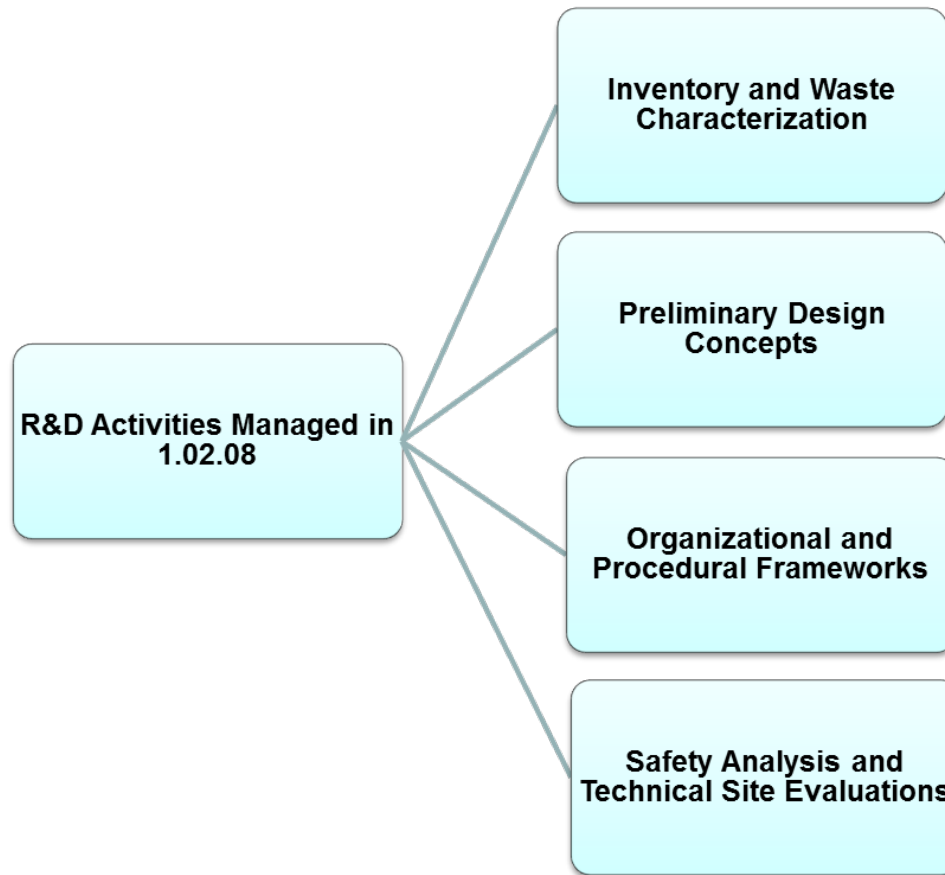 Inventory and Waste
Characterization
Preliminary Design
Concepts
R&D Activities Managed in
1.02.08
Organizational and
Procedural Frameworks
Safety Analysis and
Technical Site Evaluations